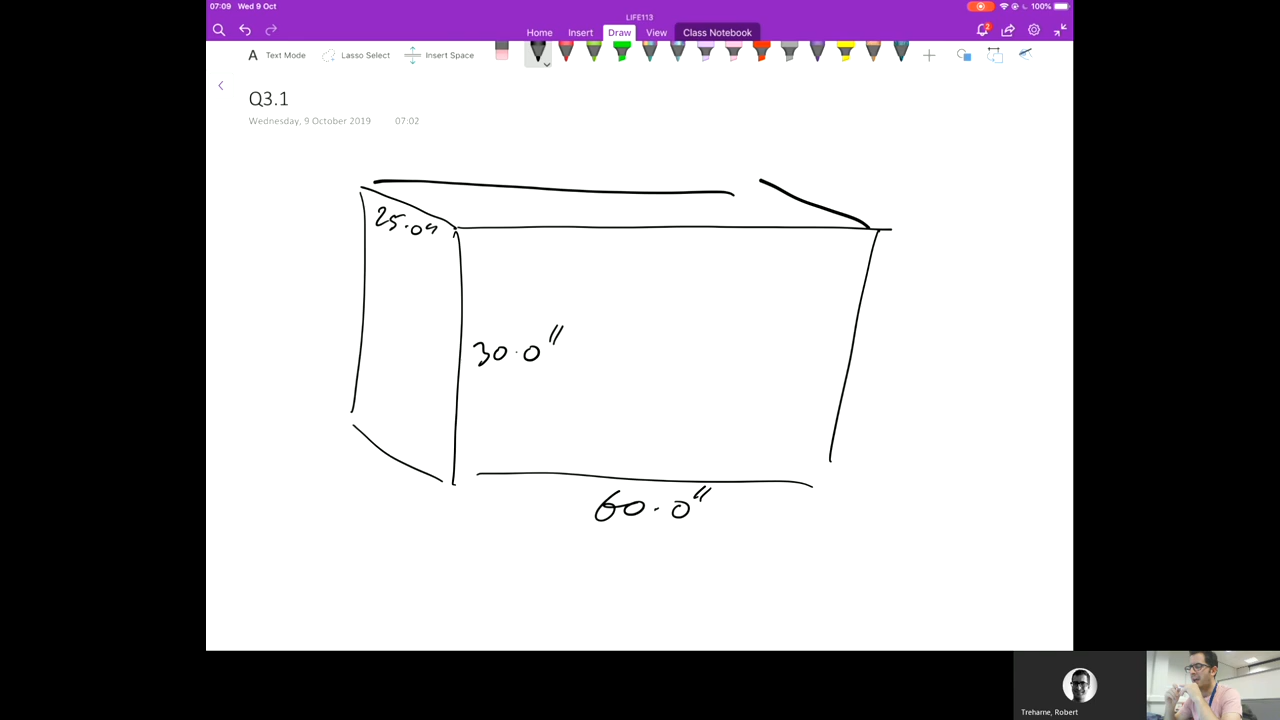 07:09 Wed 9 Oct
100%
LIFE113
Home Insert Draw View Class Notebook
2
A Text Mode Lasso Select Insert Space
Q3.1
Wednesday, 9 October 2019 07:02
25.0"
30.0"
60.0"
Treharne, Robert